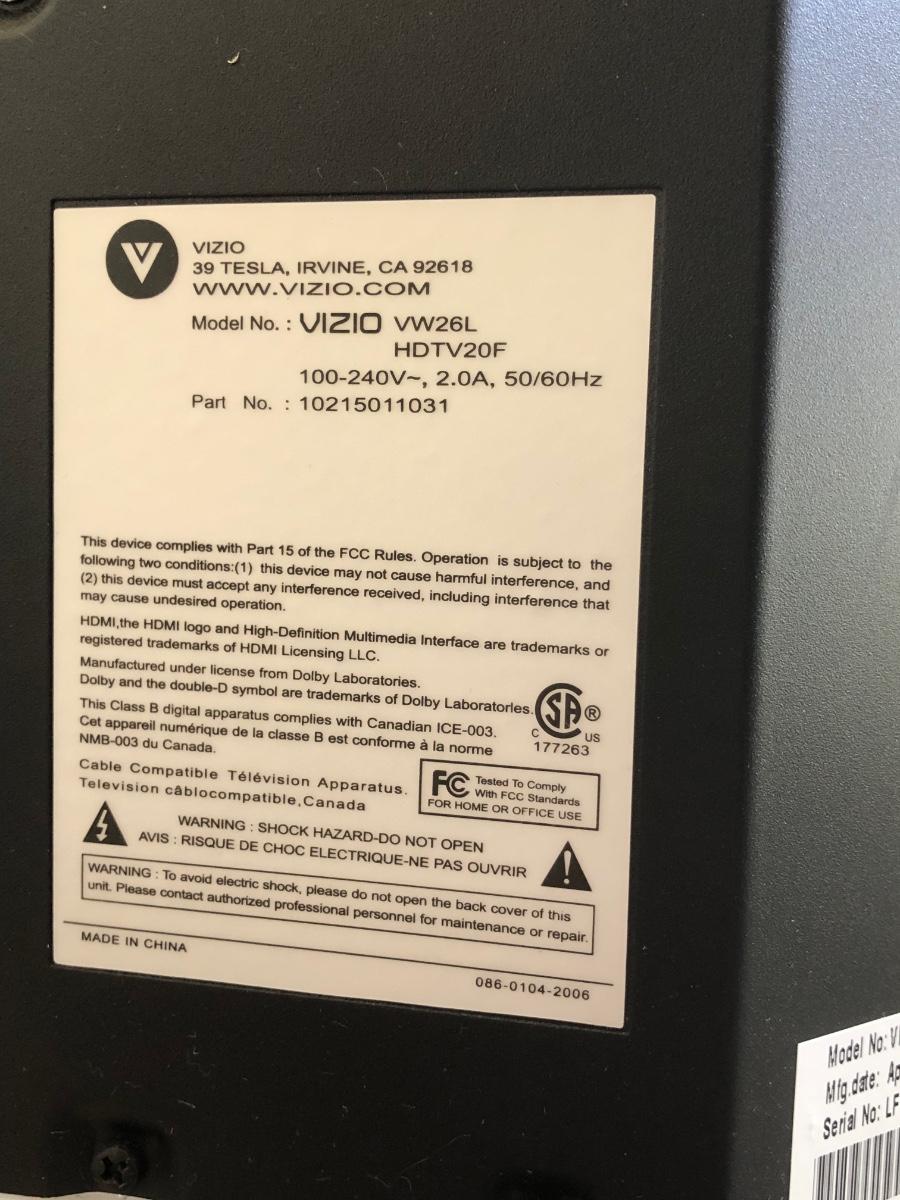 VIZIO
39 TESLA, IRVINE, CA 92618
WWW.VIZIO.COM
Model No. : VIZIO VW26L
HDTV20F
100-240V~, 2.0A, 50/60Hz
Part No. : 10215011031
This device complies with Part 15 of the FCC Rules. Operation is subject to the
following two conditions:(1) this device may not cause harmful interference, and
(2) this device must accept any interference received, including interference that
may cause undesired operation.
HDMI,the HDMI logo and High-Definition Multimedia Interface are trademarks or
registered trademarks of HDMI Licensing LLC.
Manufactured under license from Dolby Laboratories.
Dolby and the double-D symbol are trademarks of Dolby Laboratories.
This Class B digital apparatus complies with Canadian ICE-003.
Cet appareil numérique de la classe B est conforme à la norme
NMB-003 du Canada.
SA ®
C US
177263
Cable Compatible Télévision Apparatus.
Television câblocompatible,Canada
FC Tested To Comply
With FCC Standards
FOR HOME OR OFFICE USE
WARNING : SHOCK HAZARD-DO NOT OPEN
AVIS : RISQUE DE CHOC ELECTRIQUE-NE PAS OUVRIR
WARNING : To avoid electric shock, please do not open the back cover of this
unit. Please contact authorized professional personnel for maintenance or repair.
MADE IN CHINA
086-0104-2006
Model No: VI
Mfg.date: Ap
Serial No: LF